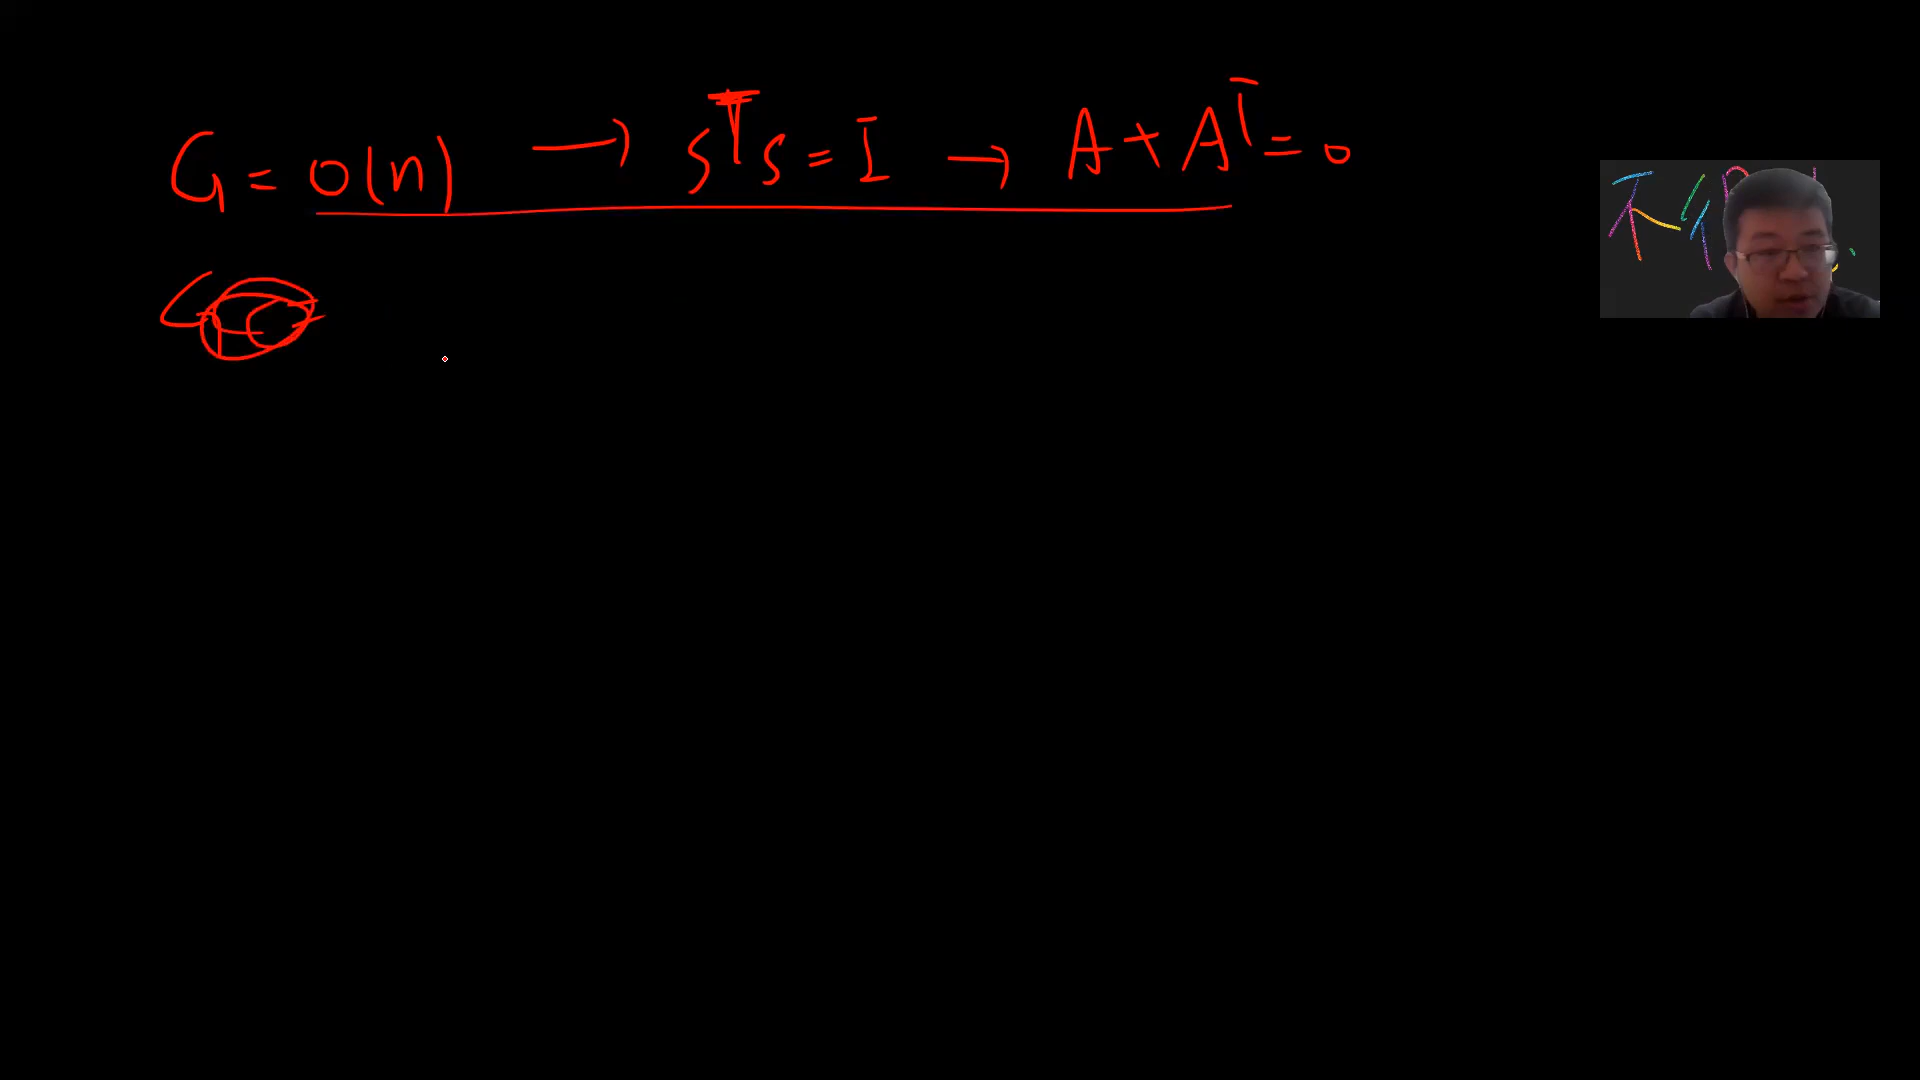 G = O(n) → SᵀS = I → A + Aᵀ = 0
G =